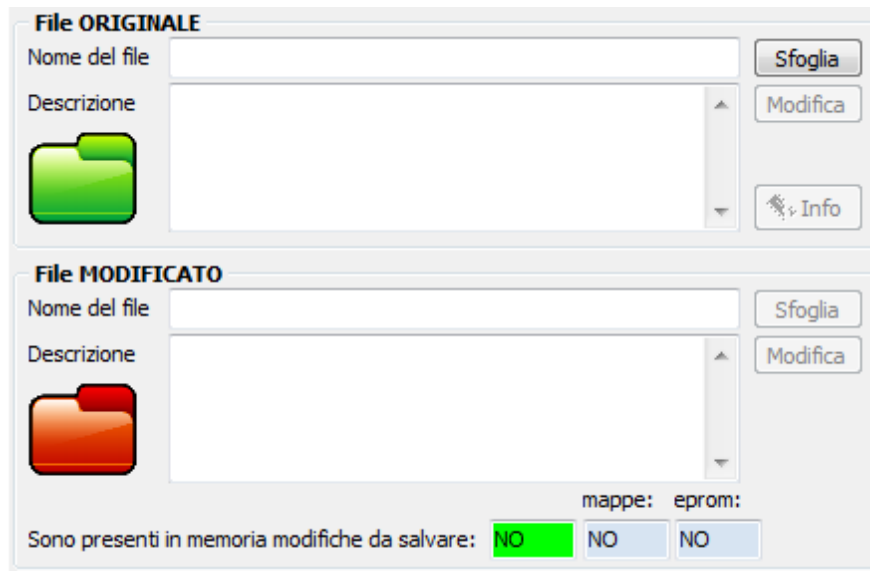 File ORIGINALE
Nome del file Sfoglia
Descrizione Modifica
Info
File MODIFICATO
Nome del file Sfoglia
Descrizione Modifica
mappe: eprom:
Sono presenti in memoria modifiche da salvare: NO NO NO